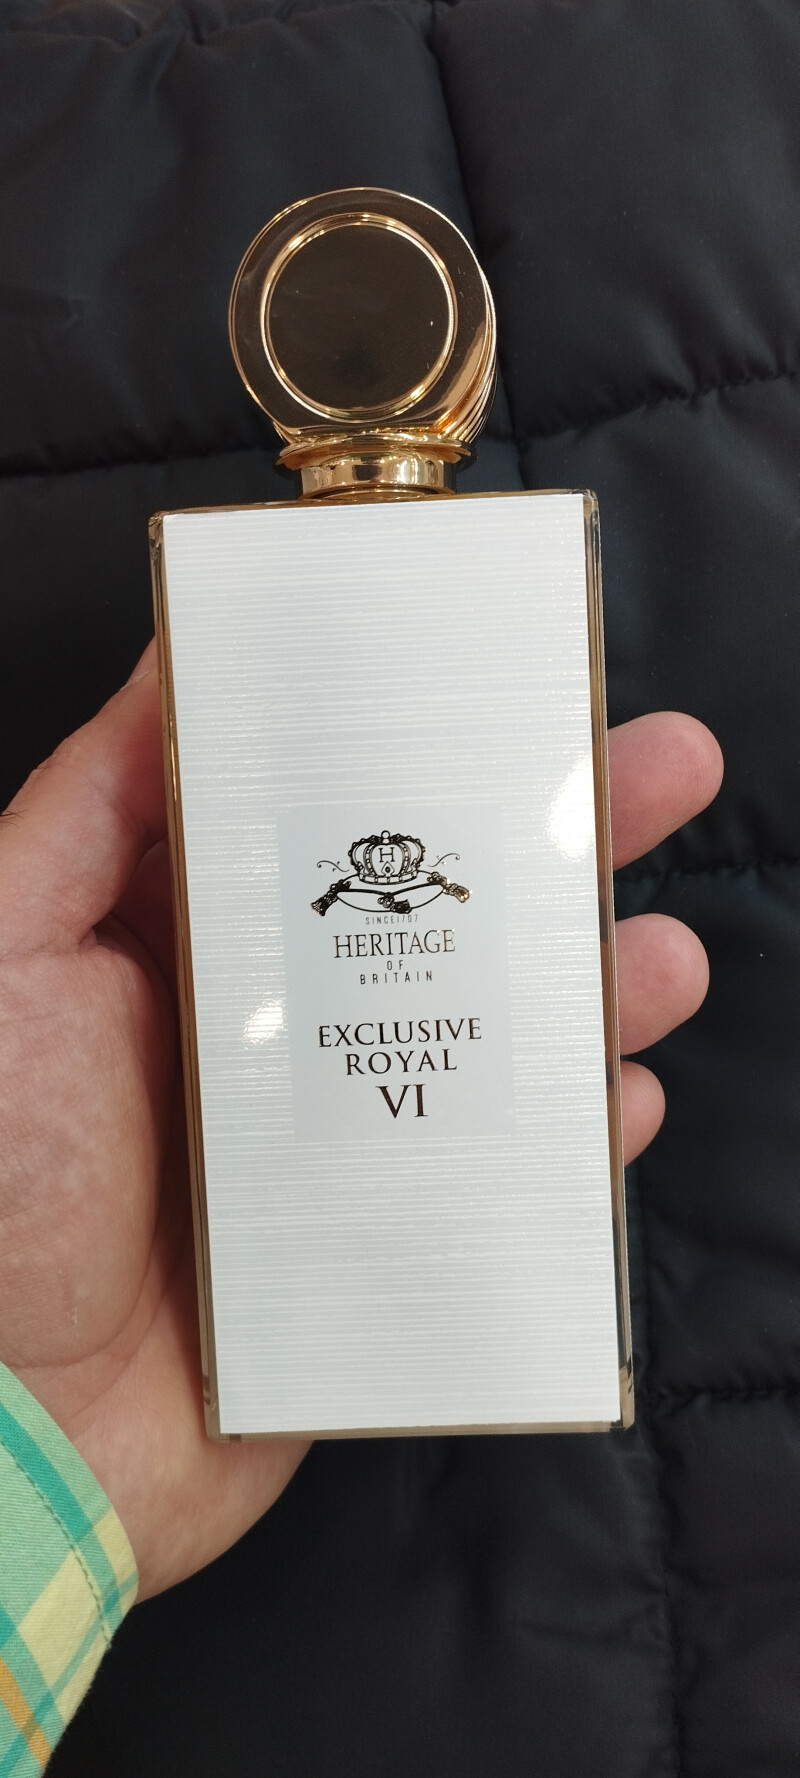 H
SINCE1707
HERITAGE
OF
BRITAIN
EXCLUSIVE
ROYAL
VI